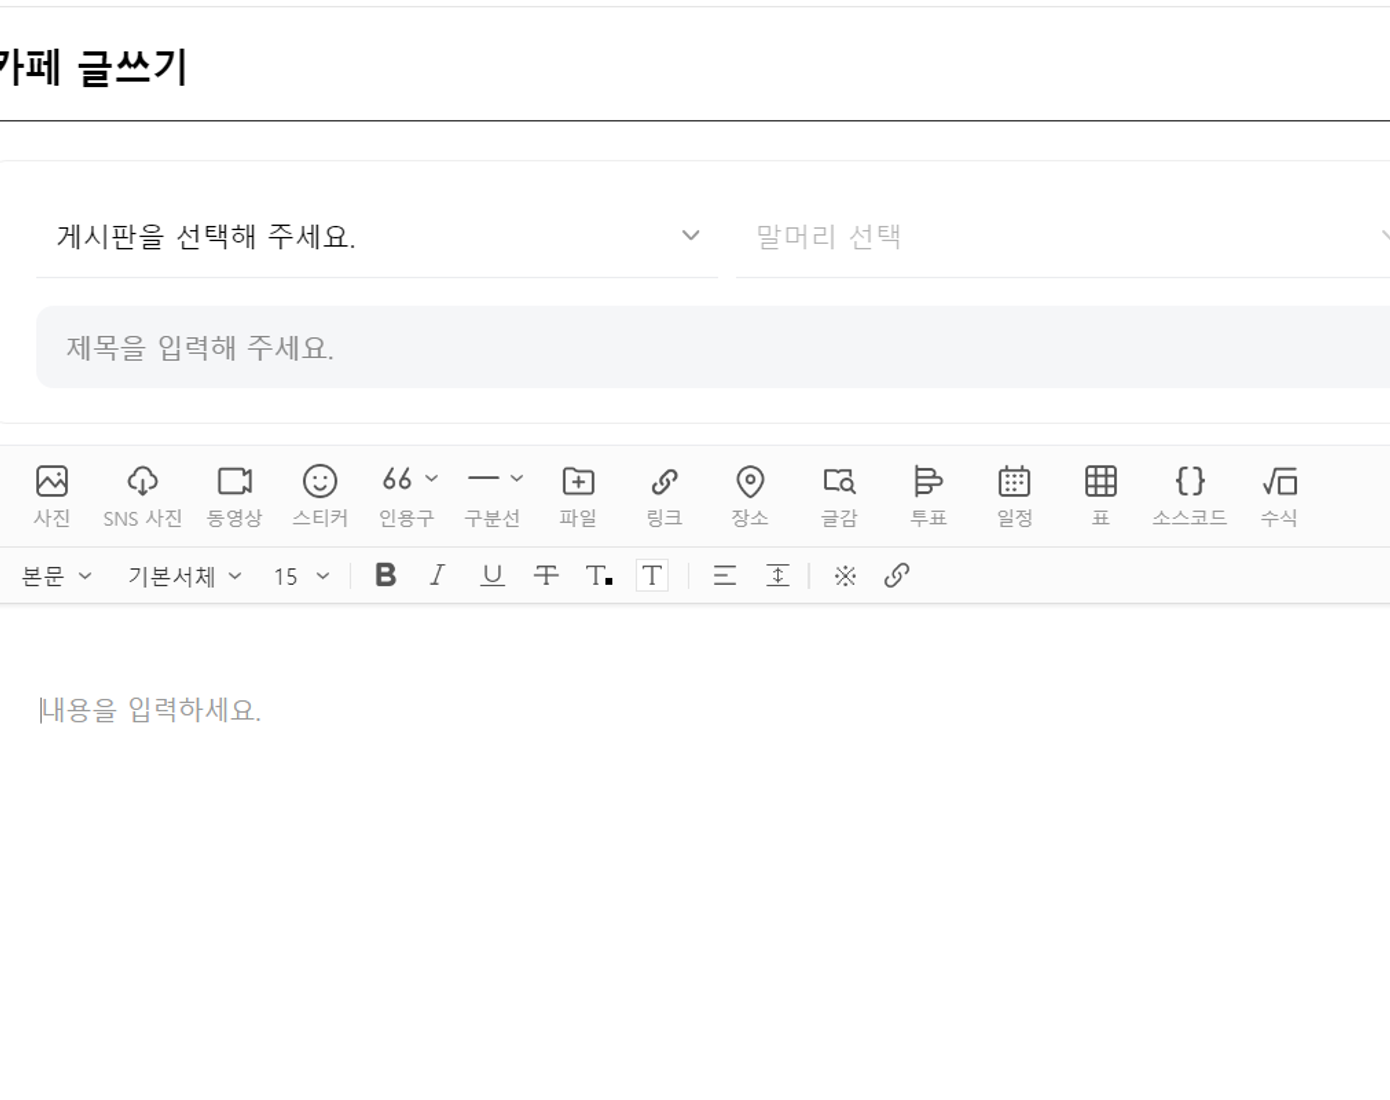 카페 글쓰기
게시판을 선택해 주세요. 말머리 선택
제목을 입력해 주세요.
사진 SNS 사진 동영상 스티커 인용구 구분선 파일 링크 장소 글감 투표 일정 표 소스코드 수식
본문 기본서체 15 B I U T T T ※
내용을 입력하세요.